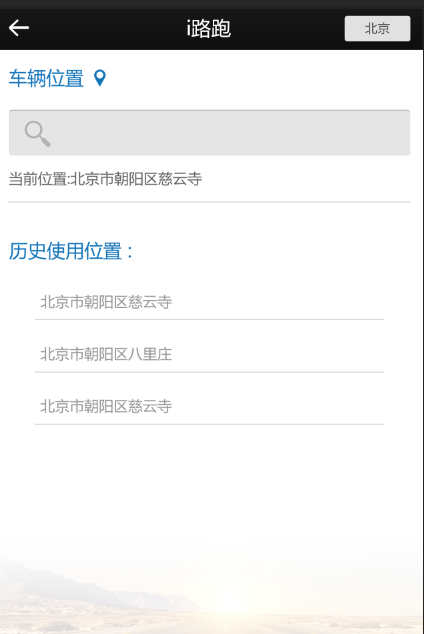 i路跑
北京
车辆位置
当前位置:北京市朝阳区慈云寺
历史使用位置：
北京市朝阳区慈云寺
北京市朝阳区八里庄
北京市朝阳区慈云寺